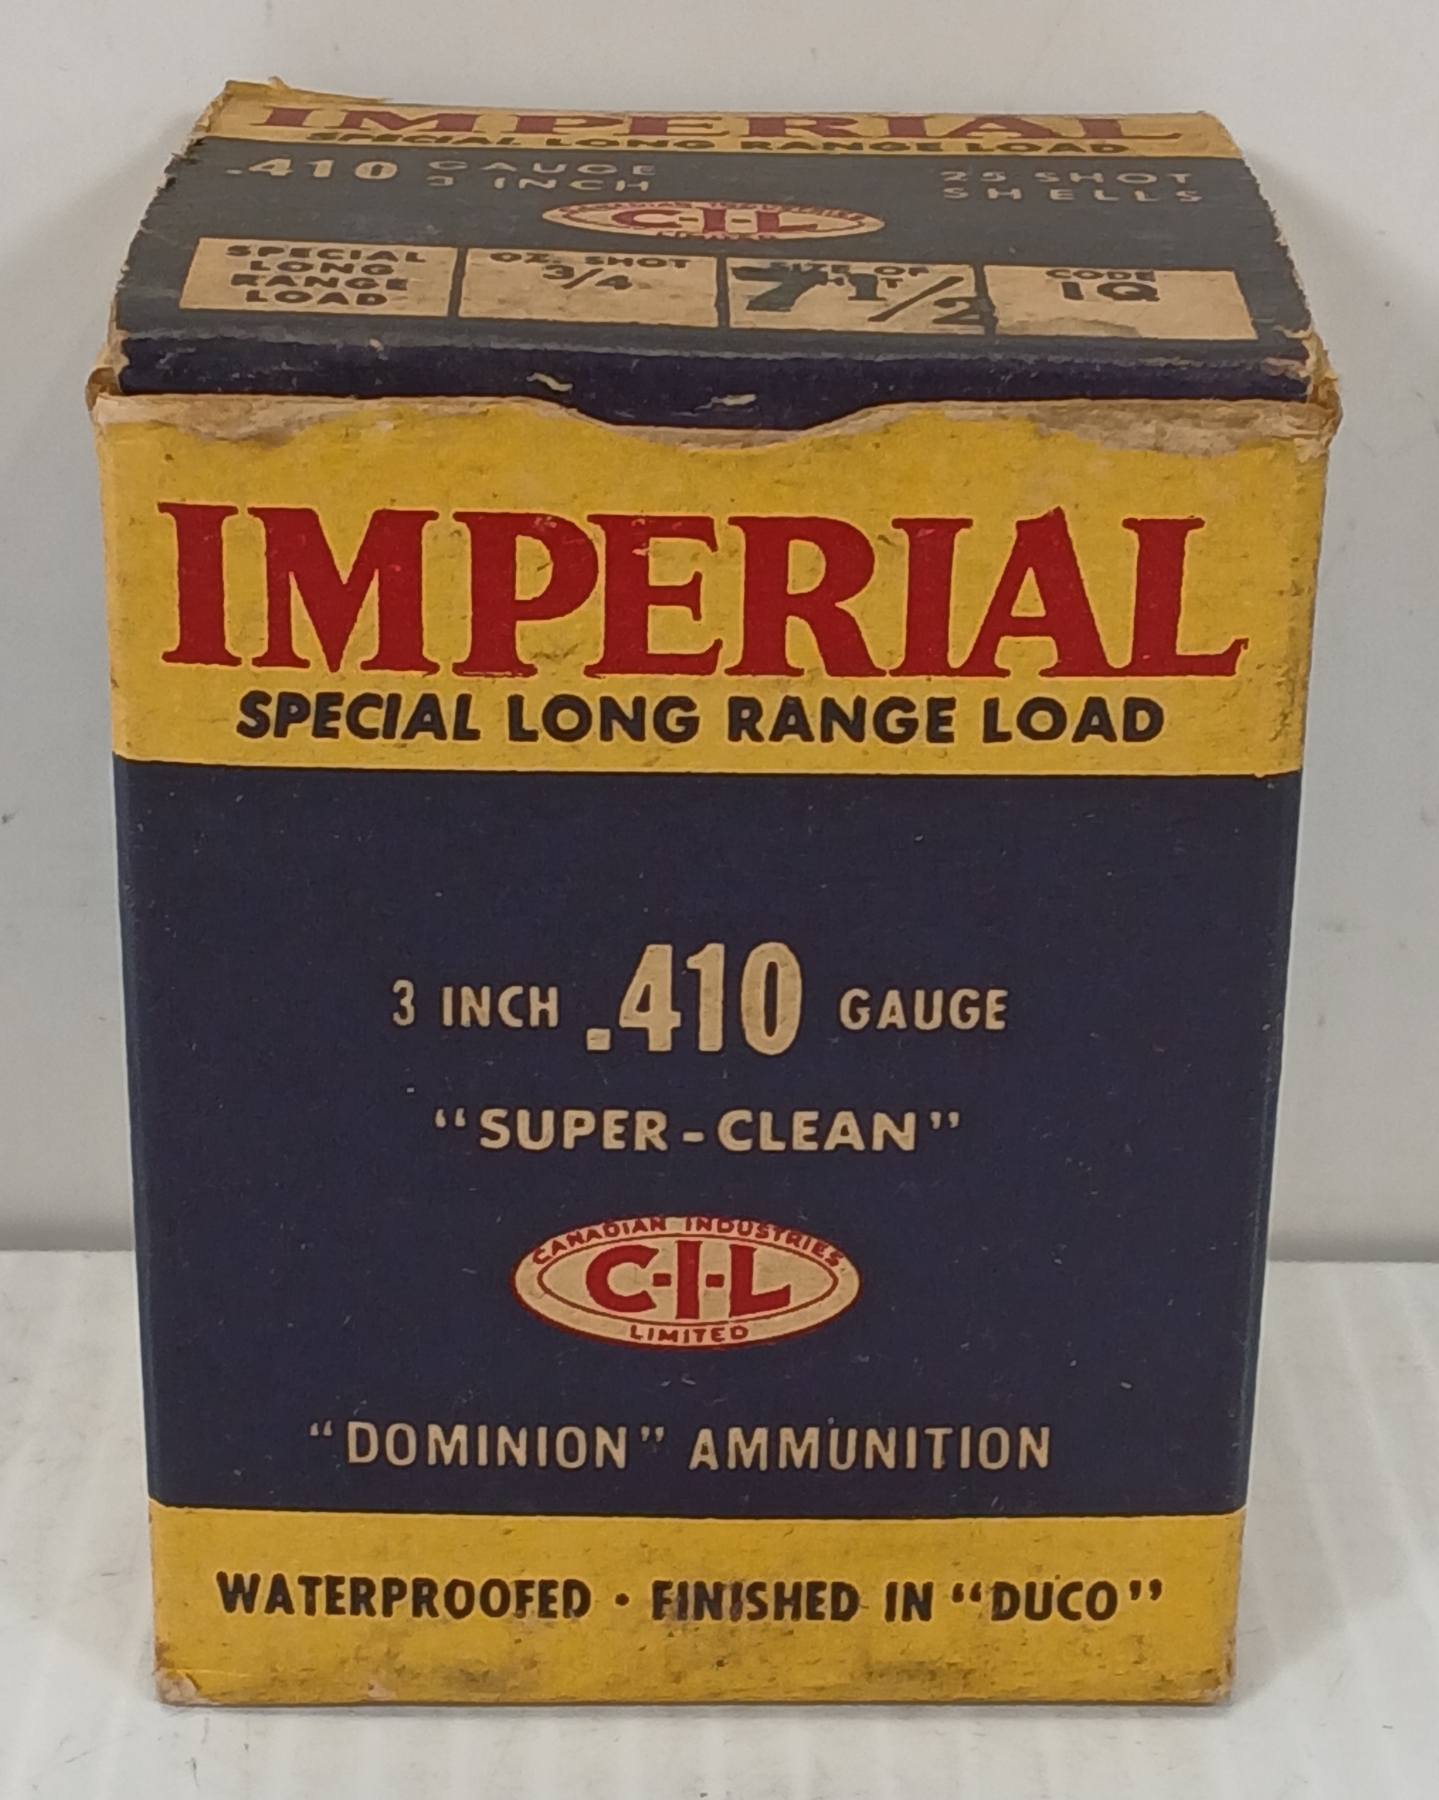 IMPERIAL
SPECIAL LONG RANGE LOAD
.410 GAUGE
3 INCH
25 SHOT
SHELLS
CANADIAN INDUSTRIES
C-I-L
LIMITED
SPECIAL
LONG
RANGE
LOAD
OZ. SHOT
3/4
SIZE OF
7 1/2
CODE
1Q
IMPERIAL
SPECIAL LONG RANGE LOAD
3 INCH .410 GAUGE
"SUPER-CLEAN"
CANADIAN INDUSTRIES
C-I-L
LIMITED
"DOMINION" AMMUNITION
WATERPROOFED · FINISHED IN "DUCO"